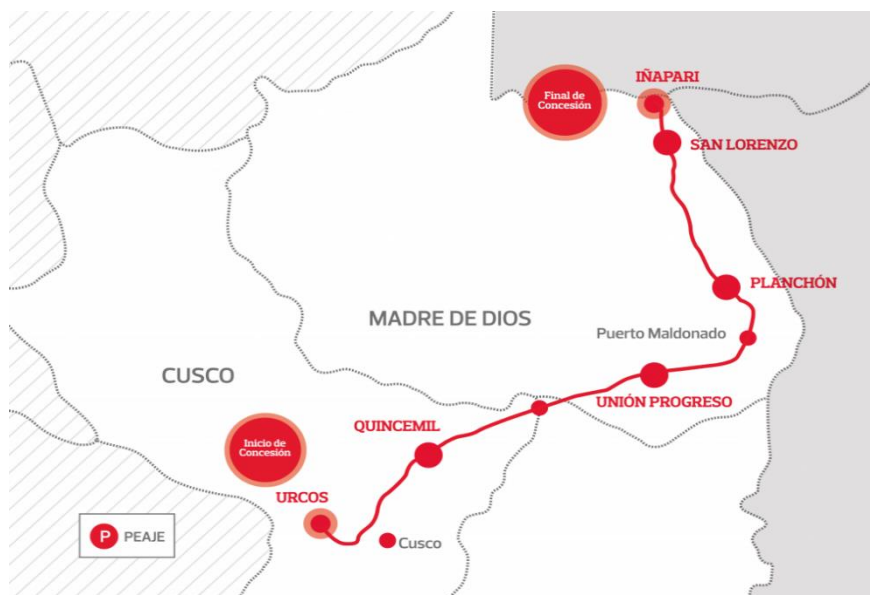 IÑAPARI
Final de
Concesión
SAN LORENZO
PLANCHÓN
MADRE DE DIOS
Puerto Maldonado
CUSCO
UNIÓN PROGRESO
QUINCEMIL
Inicio de
Concesión
URCOS
P PEAJE
Cusco